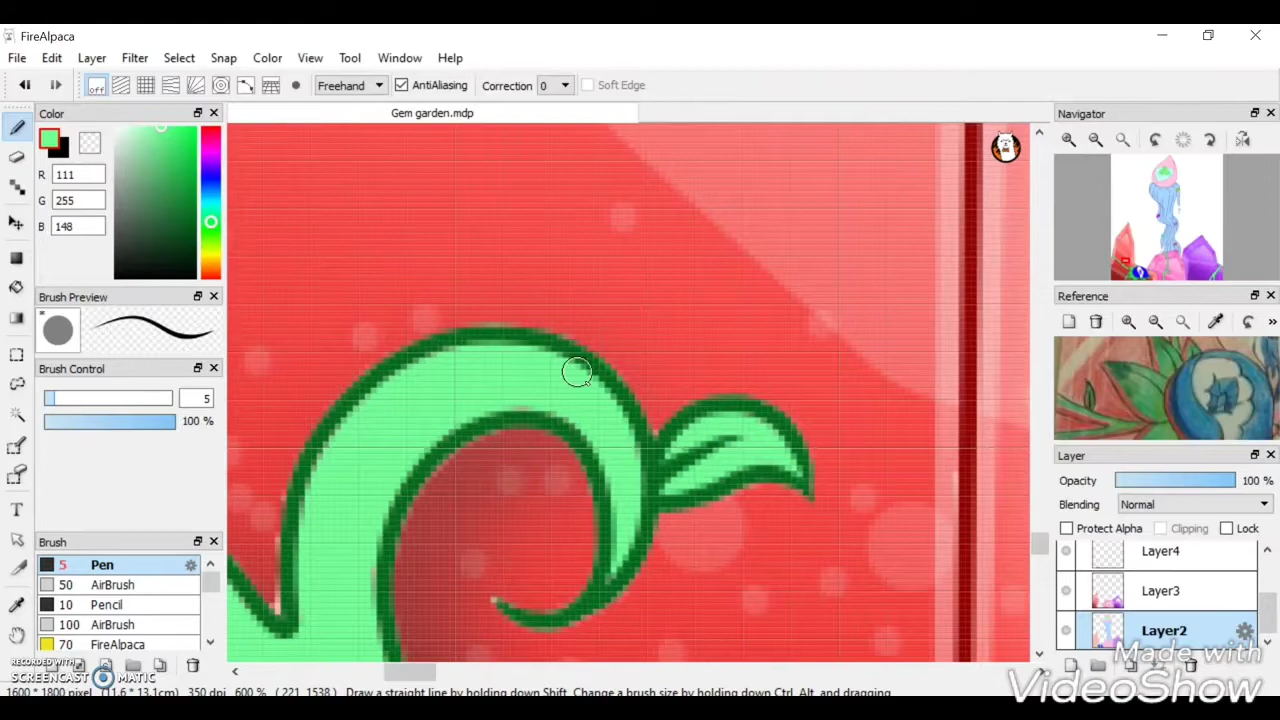 FireAlpaca
File Edit Layer Filter Select Snap Color View Tool Window Help
off Freehand AntiAliasing Correction 0 Soft Edge
Color
Gem garden.mdp
Navigator
R 111
G 255
B 148
Brush Preview
Reference
Brush Control
5
100 %
Layer
Opacity 100 %
Blending Normal
Protect Alpha Clipping Lock
Brush
5 Pen
50 AirBrush
10 Pencil
100 AirBrush
70 FireAlpaca
Layer4
Layer3
Layer2
RECORDED WITH
SCREENCAST MATIC
Made with
VideoShow
1600 * 1800 pixel (11.6 * 13.1cm) 350 dpi 600 % (221, 1538) Draw a straight line by holding down Shift, Change a brush size by holding down Ctrl, Alt, and dragging